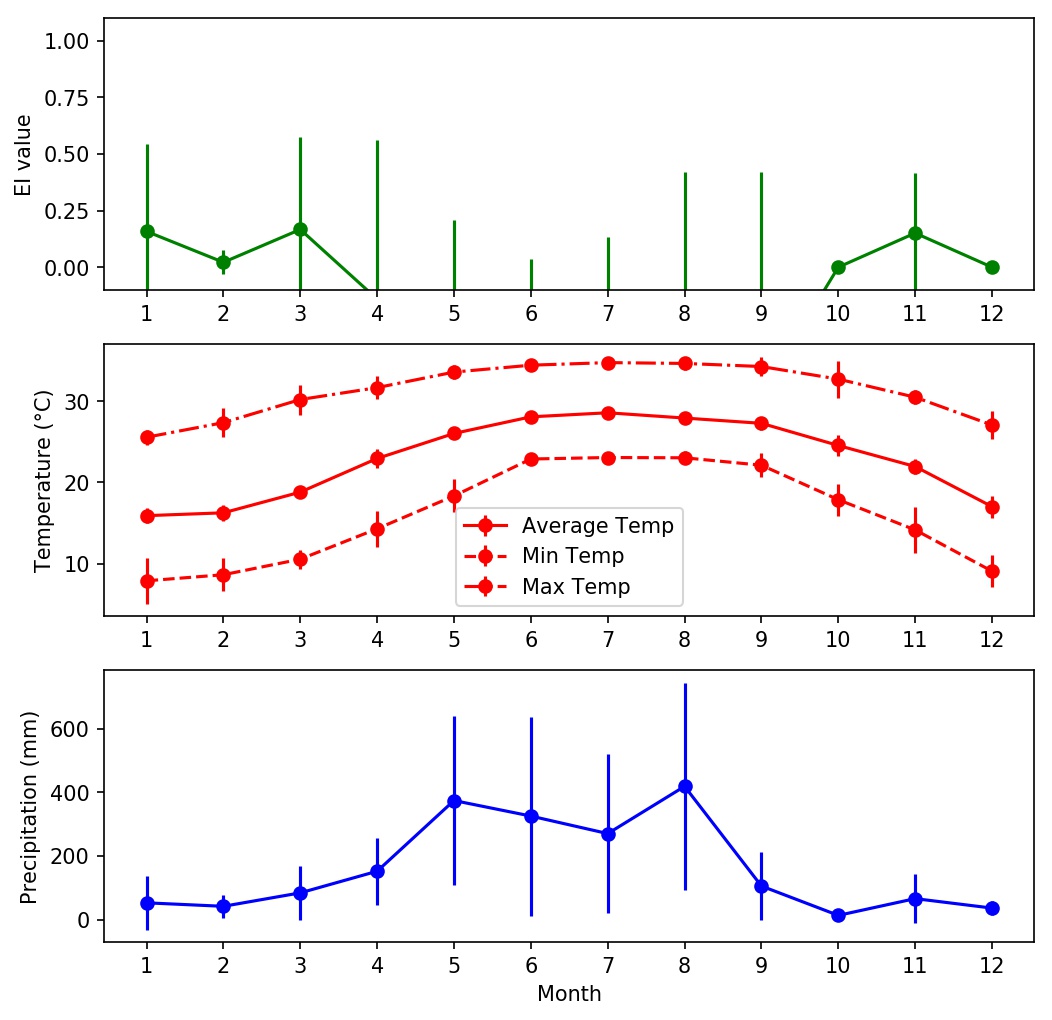 1.00
0.75
0.50
0.25
0.00
EI value
1 2 3 4 5 6 7 8 9 10 11 12
30
20
10
Temperature (°C)
Average Temp
Min Temp
Max Temp
1 2 3 4 5 6 7 8 9 10 11 12
600
400
200
0
Precipitation (mm)
1 2 3 4 5 6 7 8 9 10 11 12
Month